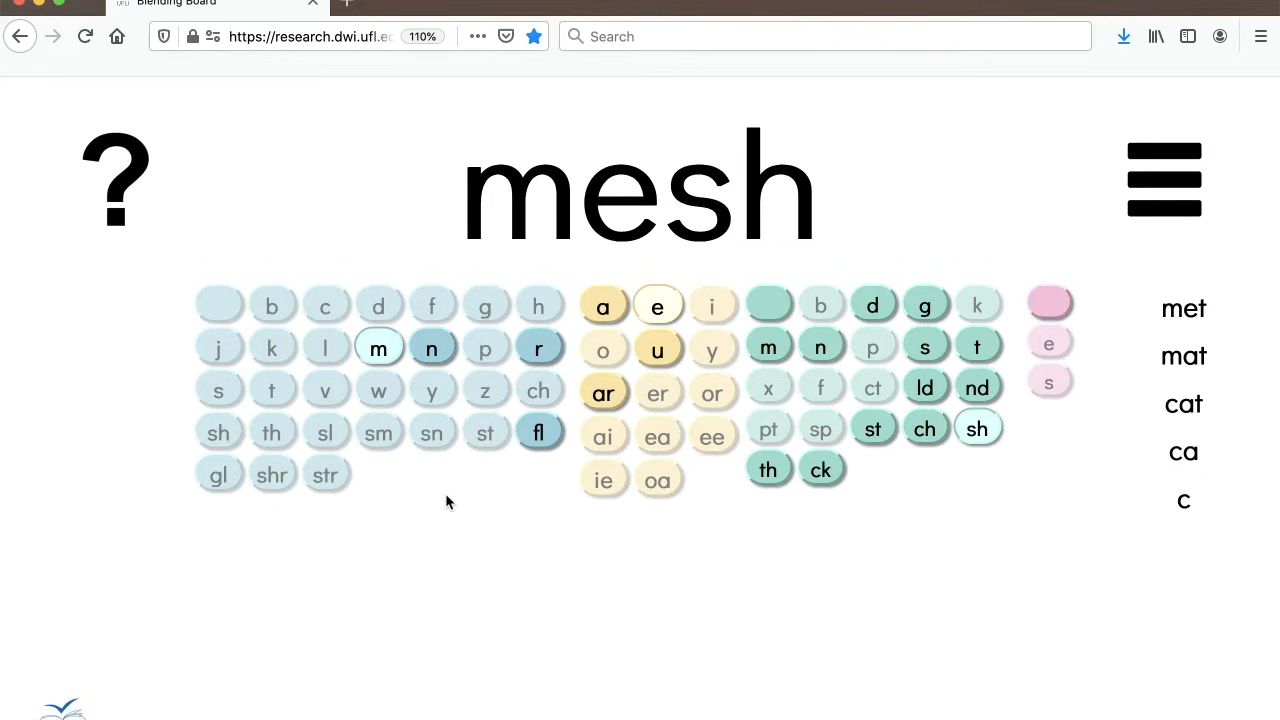 Blending Board
https://research.dwi.ufl.ec 110% Search
? mesh
b c d f g h a e i b d g k
j k l m n p r o u y m n p s t e
s t v w y z ch ar er or x f ct ld nd s
sh th sl sm sn st fl ai ea ee pt sp st ch sh
gl shr str ie oa th ck
met
mat
cat
ca
c